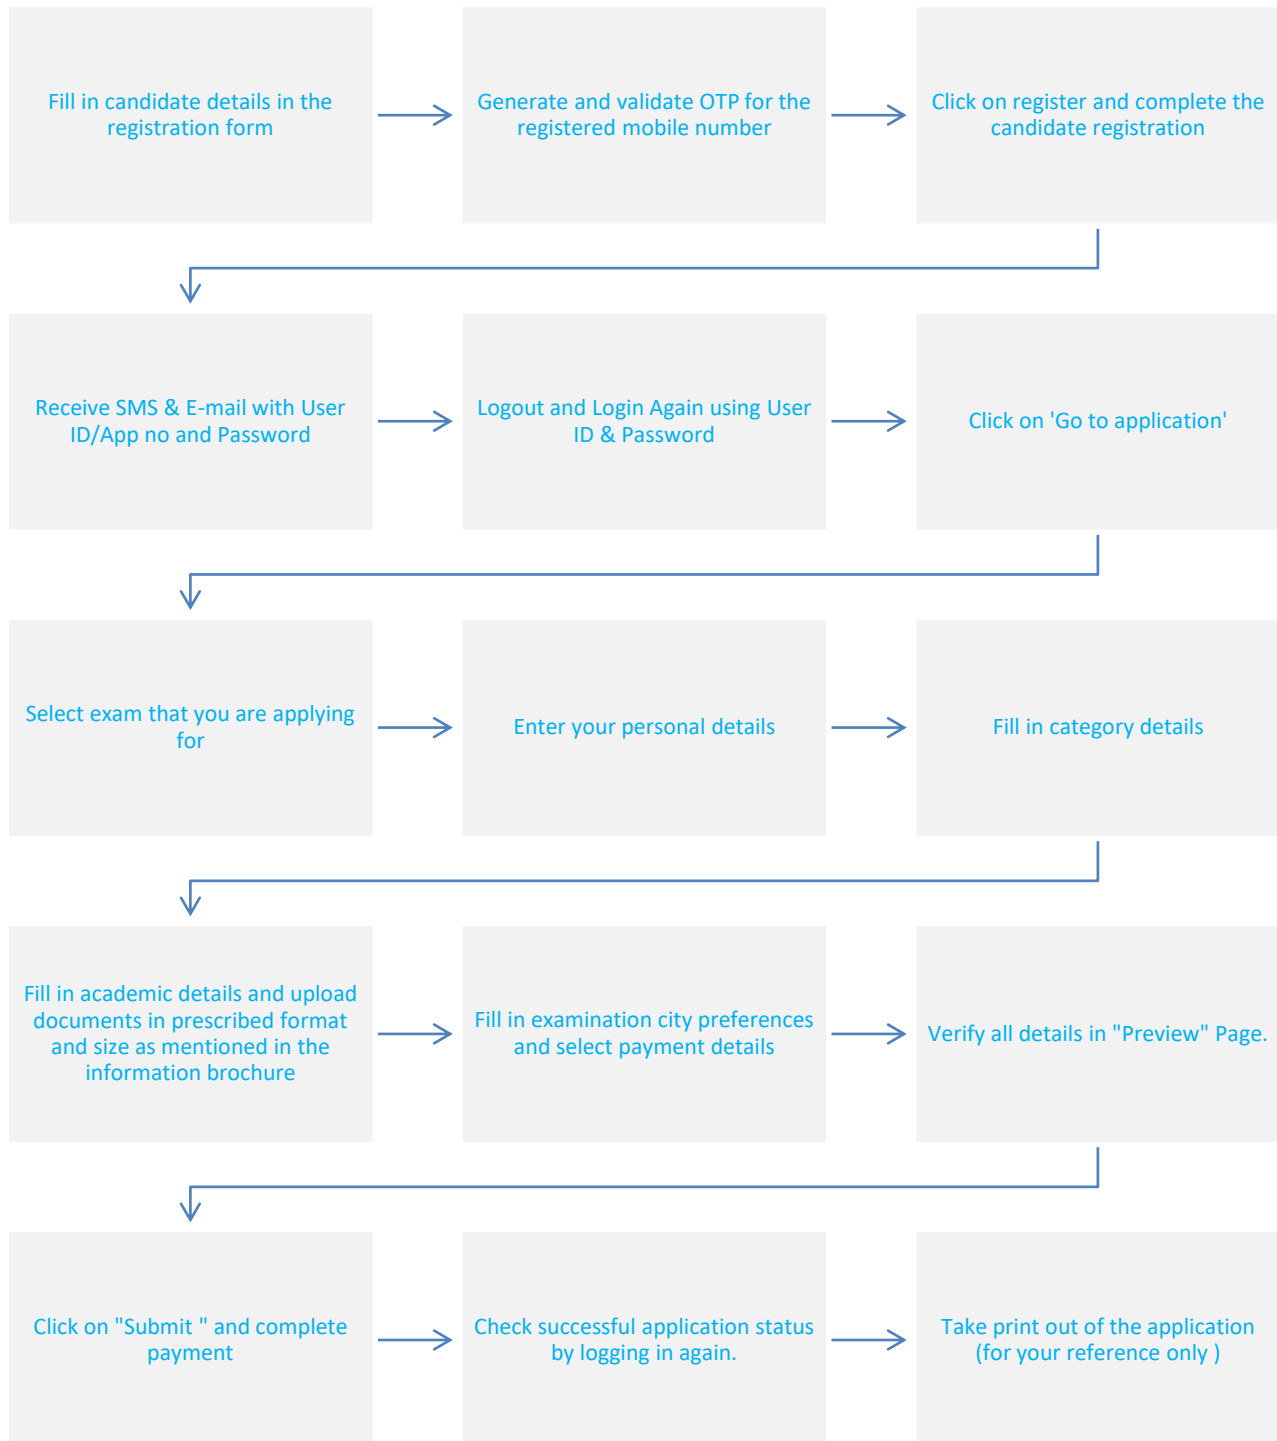 Fill in candidate details in the
registration form
Generate and validate OTP for the
registered mobile number
Click on register and complete the
candidate registration
Receive SMS & E-mail with User
ID/App no and Password
Logout and Login Again using User
ID & Password
Click on 'Go to application'
Select exam that you are applying
for
Enter your personal details
Fill in category details
Fill in academic details and upload
documents in prescribed format
and size as mentioned in the
information brochure
Fill in examination city preferences
and select payment details
Verify all details in "Preview" Page.
Click on "Submit " and complete
payment
Check successful application status
by logging in again.
Take print out of the application
(for your reference only )